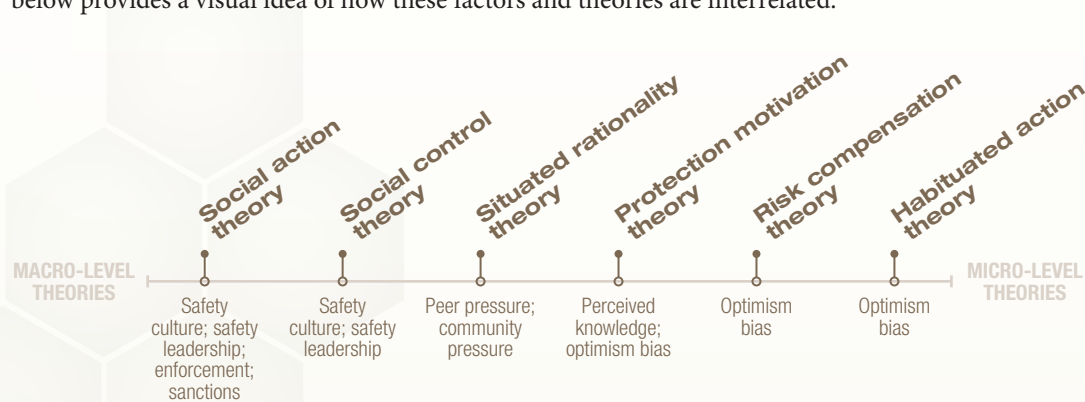 below provides a visual idea of how these factors and theories are interrelated.
Social action
theory
Social control
theory
Situated rationality
theory
Protection motivation
theory
Risk compensation
theory
Habituated action
theory
MACRO-LEVEL
THEORIES
MICRO-LEVEL
THEORIES
Safety
culture; safety
leadership;
enforcement;
sanctions
Safety
culture; safety
leadership
Peer pressure;
community
pressure
Perceived
knowledge;
optimism bias
Optimism
bias
Optimism
bias